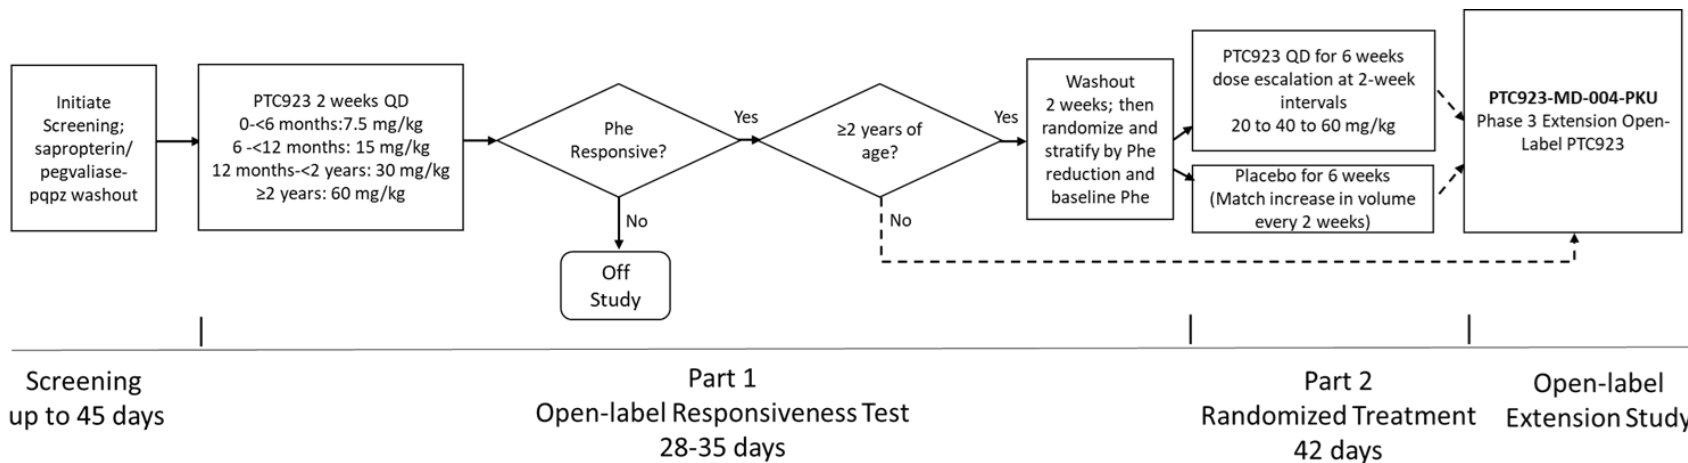 Initiate
Screening;
sapropterin/
pegvaliase-
pqpz washout
PTC923 2 weeks QD
0-<6 months:7.5 mg/kg
6 -<12 months: 15 mg/kg
12 months-<2 years: 30 mg/kg
≥2 years: 60 mg/kg
Phe
Responsive?
Yes
No
Off
Study
≥2 years of
age?
Yes
No
Washout
2 weeks; then
randomize and
stratify by Phe
reduction and
baseline Phe
PTC923 QD for 6 weeks
dose escalation at 2-week
intervals
20 to 40 to 60 mg/kg
Placebo for 6 weeks
(Match increase in volume
every 2 weeks)
PTC923-MD-004-PKU
Phase 3 Extension Open-
Label PTC923
Screening
up to 45 days
Part 1
Open-label Responsiveness Test
28-35 days
Part 2
Randomized Treatment
42 days
Open-label
Extension Study